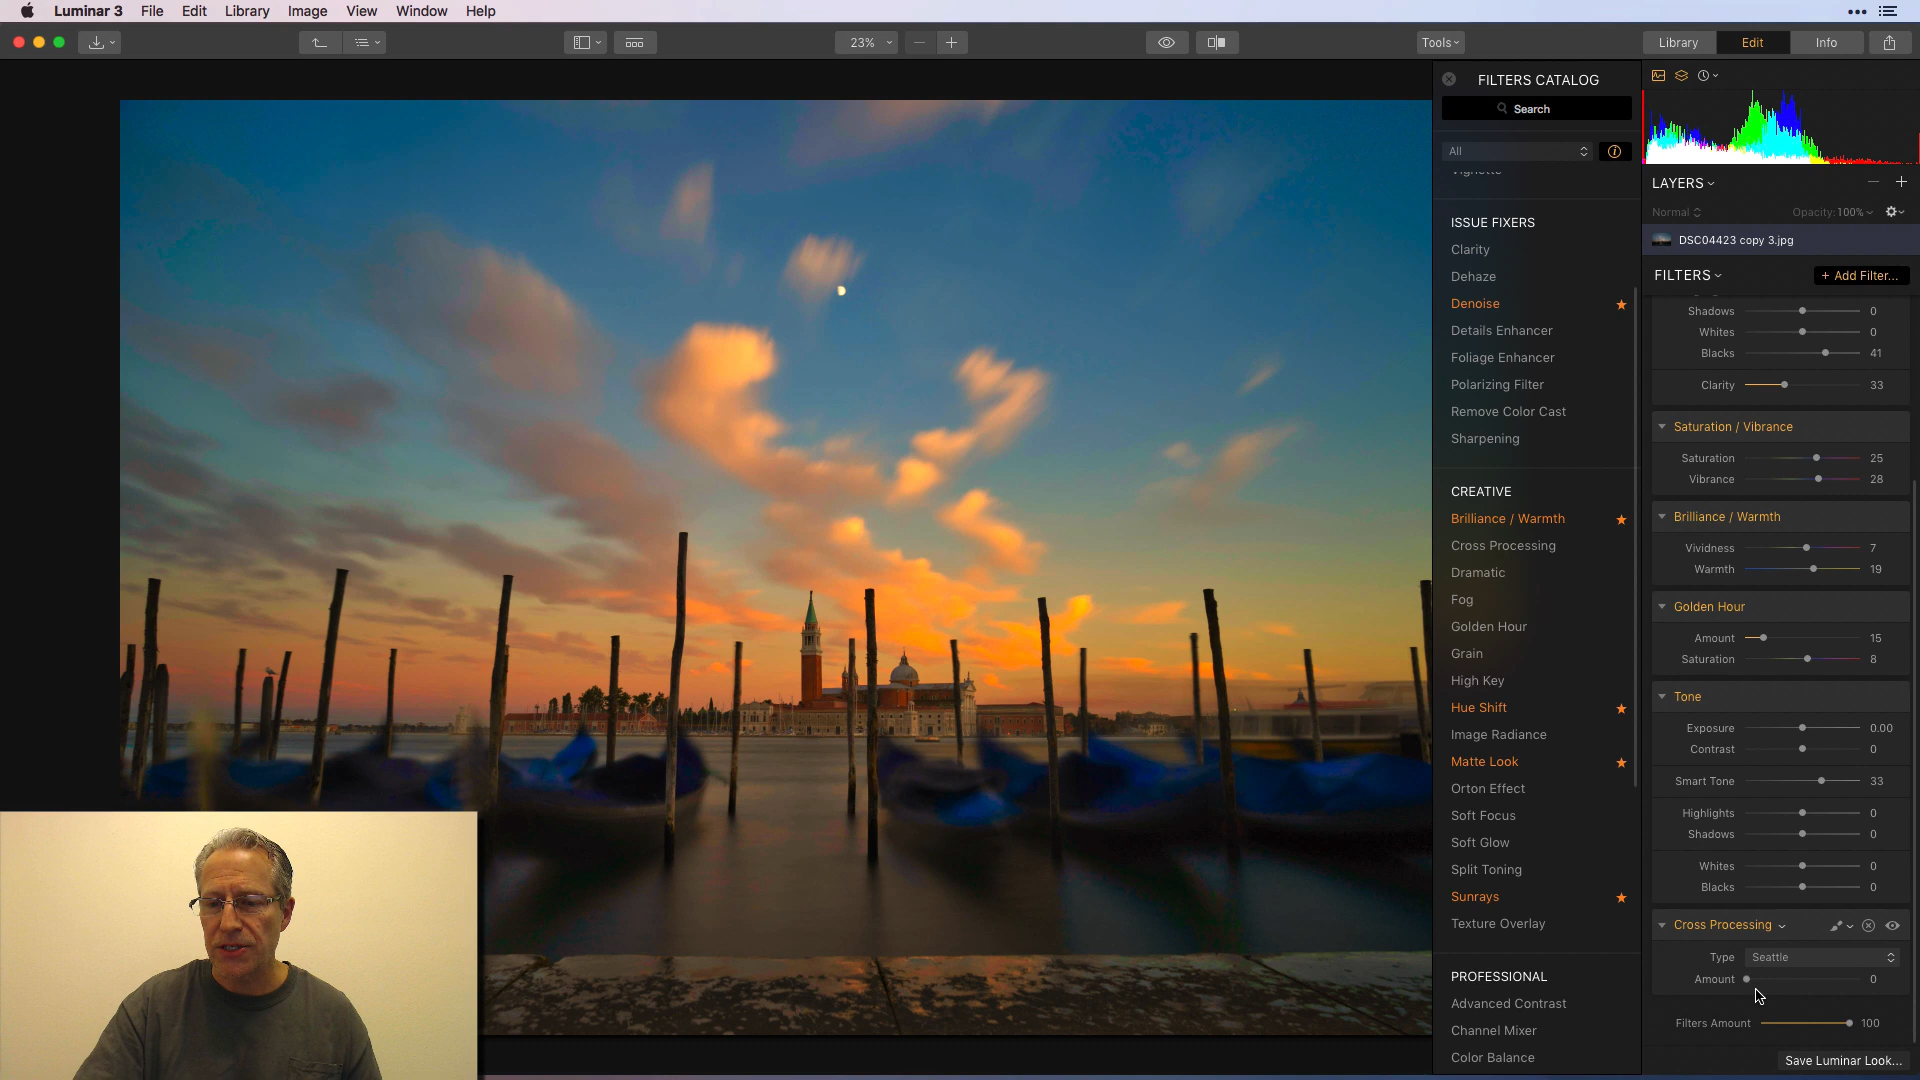 Luminar 3 File Edit Library Image View Window Help
23% Tools Library Edit Info
FILTERS CATALOG
Search
All
Vignette
ISSUE FIXERS
Clarity
Dehaze
Denoise
Details Enhancer
Foliage Enhancer
Polarizing Filter
Remove Color Cast
Sharpening
CREATIVE
Brilliance / Warmth
Cross Processing
Dramatic
Fog
Golden Hour
Grain
High Key
Hue Shift
Image Radiance
Matte Look
Orton Effect
Soft Focus
Soft Glow
Split Toning
Sunrays
Texture Overlay
PROFESSIONAL
Advanced Contrast
Channel Mixer
Color Balance
LAYERS
Normal Opacity: 100%
DSC04423 copy 3.jpg
FILTERS + Add Filter...
Shadows 0
Whites 0
Blacks 41
Clarity 33
Saturation / Vibrance
Saturation 25
Vibrance 28
Brilliance / Warmth
Vividness 7
Warmth 19
Golden Hour
Amount 15
Saturation 8
Tone
Exposure 0.00
Contrast 0
Smart Tone 33
Highlights 0
Shadows 0
Whites 0
Blacks 0
Cross Processing
Type Seattle
Amount 0
Filters Amount 100
Save Luminar Look...